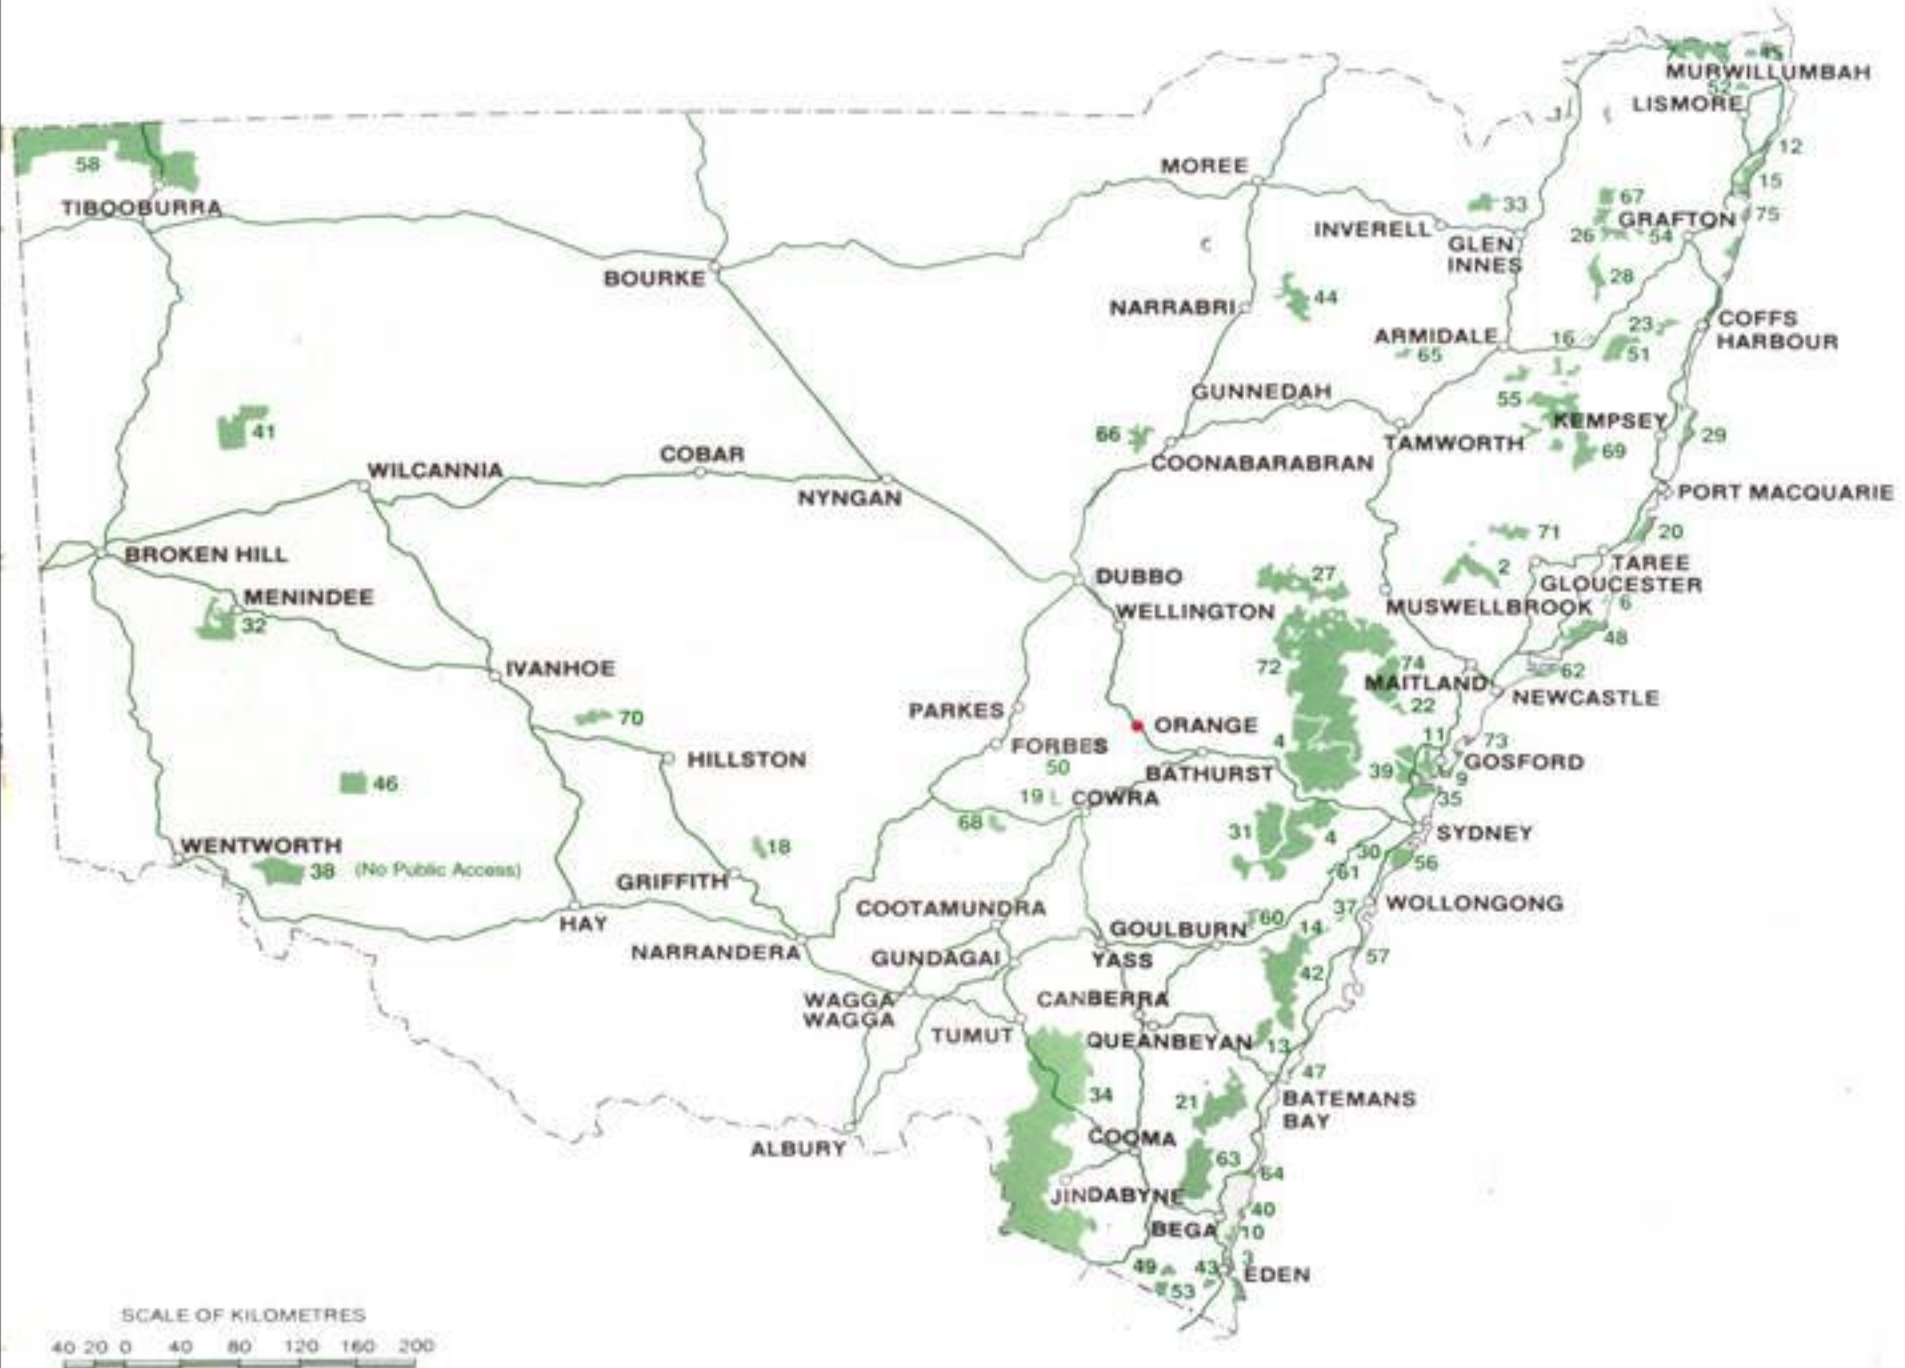 45
MURWILLUMBAH
52
LISMORE
12
58
MOREE
15
TIBOOBURRA
33
67
INVERELL
GRAFTON
75
26
54
GLEN
INNES
BOURKE
28
44
NARRABRI
COFFS
HARBOUR
23
ARMIDALE
16
65
51
GUNNEDAH
55
KEMPSEY
41
66
TAMWORTH
29
COBAR
69
WILCANNIA
COONABARABRAN
NYNGAN
PORT MACQUARIE
71
20
BROKEN HILL
2
TAREE
27
DUBBO
GLOUCESTER
MENINDEE
6
MUSWELLBROOK
WELLINGTON
32
48
72
74
62
IVANHOE
MAITLAND
NEWCASTLE
22
PARKES
70
ORANGE
11
73
4
FORBES
HILLSTON
GOSFORD
50
BATHURST
39
9
46
19
COWRA
35
68
31
4
SYDNEY
WENTWORTH
18
30
56
38 (No Public Access)
61
GRIFFITH
COOTAMUNDRA
37
WOLLONGONG
60
HAY
GOULBURN
14
NARRANDERA
GUNDAGAI
YASS
57
42
WAGGA
WAGGA
CANBERRA
TUMUT
QUEANBEYAN
13
47
34
21
BATEMANS
BAY
COOMA
ALBURY
63
64
JINDABYNE
40
BEGA
10
3
49
43
EDEN
53
SCALE OF KILOMETRES
40 20 0 40 80 120 160 200